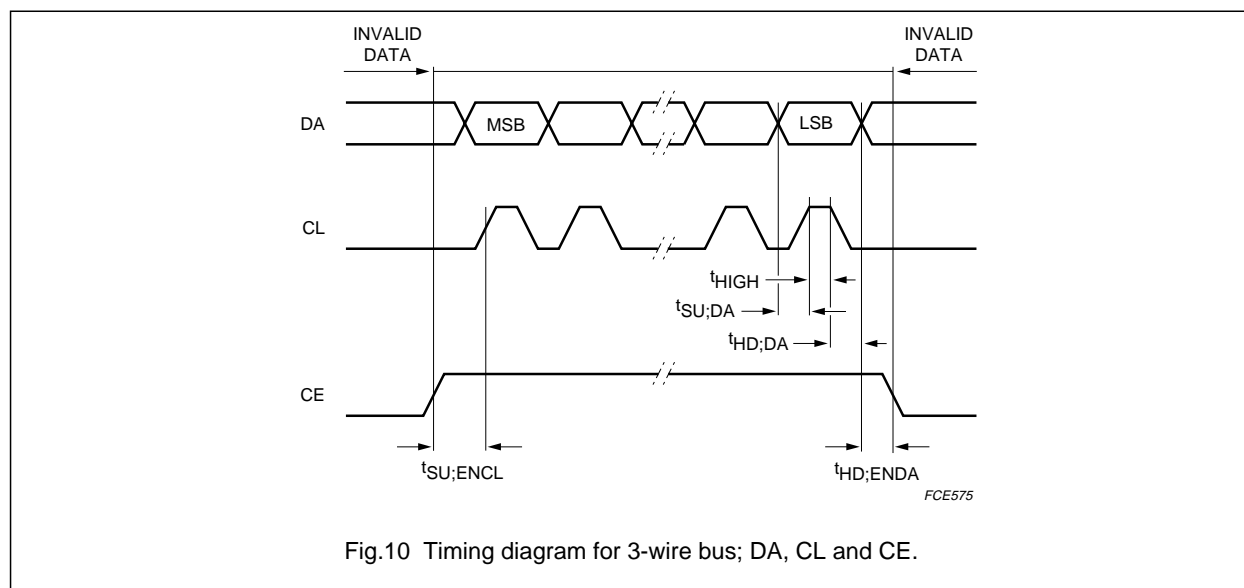 INVALID
DATA
INVALID
DATA
DA
MSB
LSB
CL
tHIGH
tSU;DA
tHD;DA
CE
tSU;ENCL
tHD;ENDA
FCE575
Fig.10 Timing diagram for 3-wire bus; DA, CL and CE.